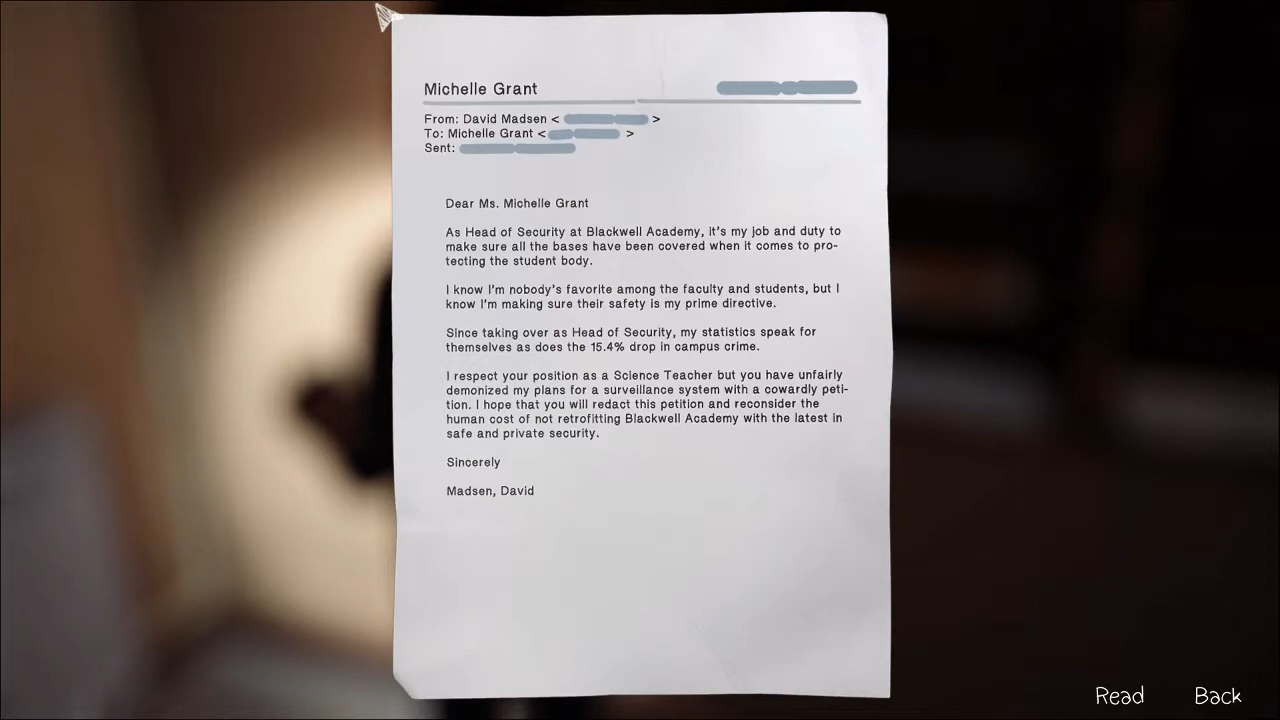 Michelle Grant
From: David Madsen < >
To: Michelle Grant < >
Sent:
Dear Ms. Michelle Grant
As Head of Security at Blackwell Academy, it's my job and duty to
make sure all the bases have been covered when it comes to pro-
tecting the student body.
I know I'm nobody's favorite among the faculty and students, but I
know I'm making sure their safety is my prime directive.
Since taking over as Head of Security, my statistics speak for
themselves as does the 15.4% drop in campus crime.
I respect your position as a Science Teacher but you have unfairly
demonized my plans for a surveillance system with a cowardly peti-
tion. I hope that you will redact this petition and reconsider the
human cost of not retrofitting Blackwell Academy with the latest in
safe and private security.
Sincerely
Madsen, David
Read Back